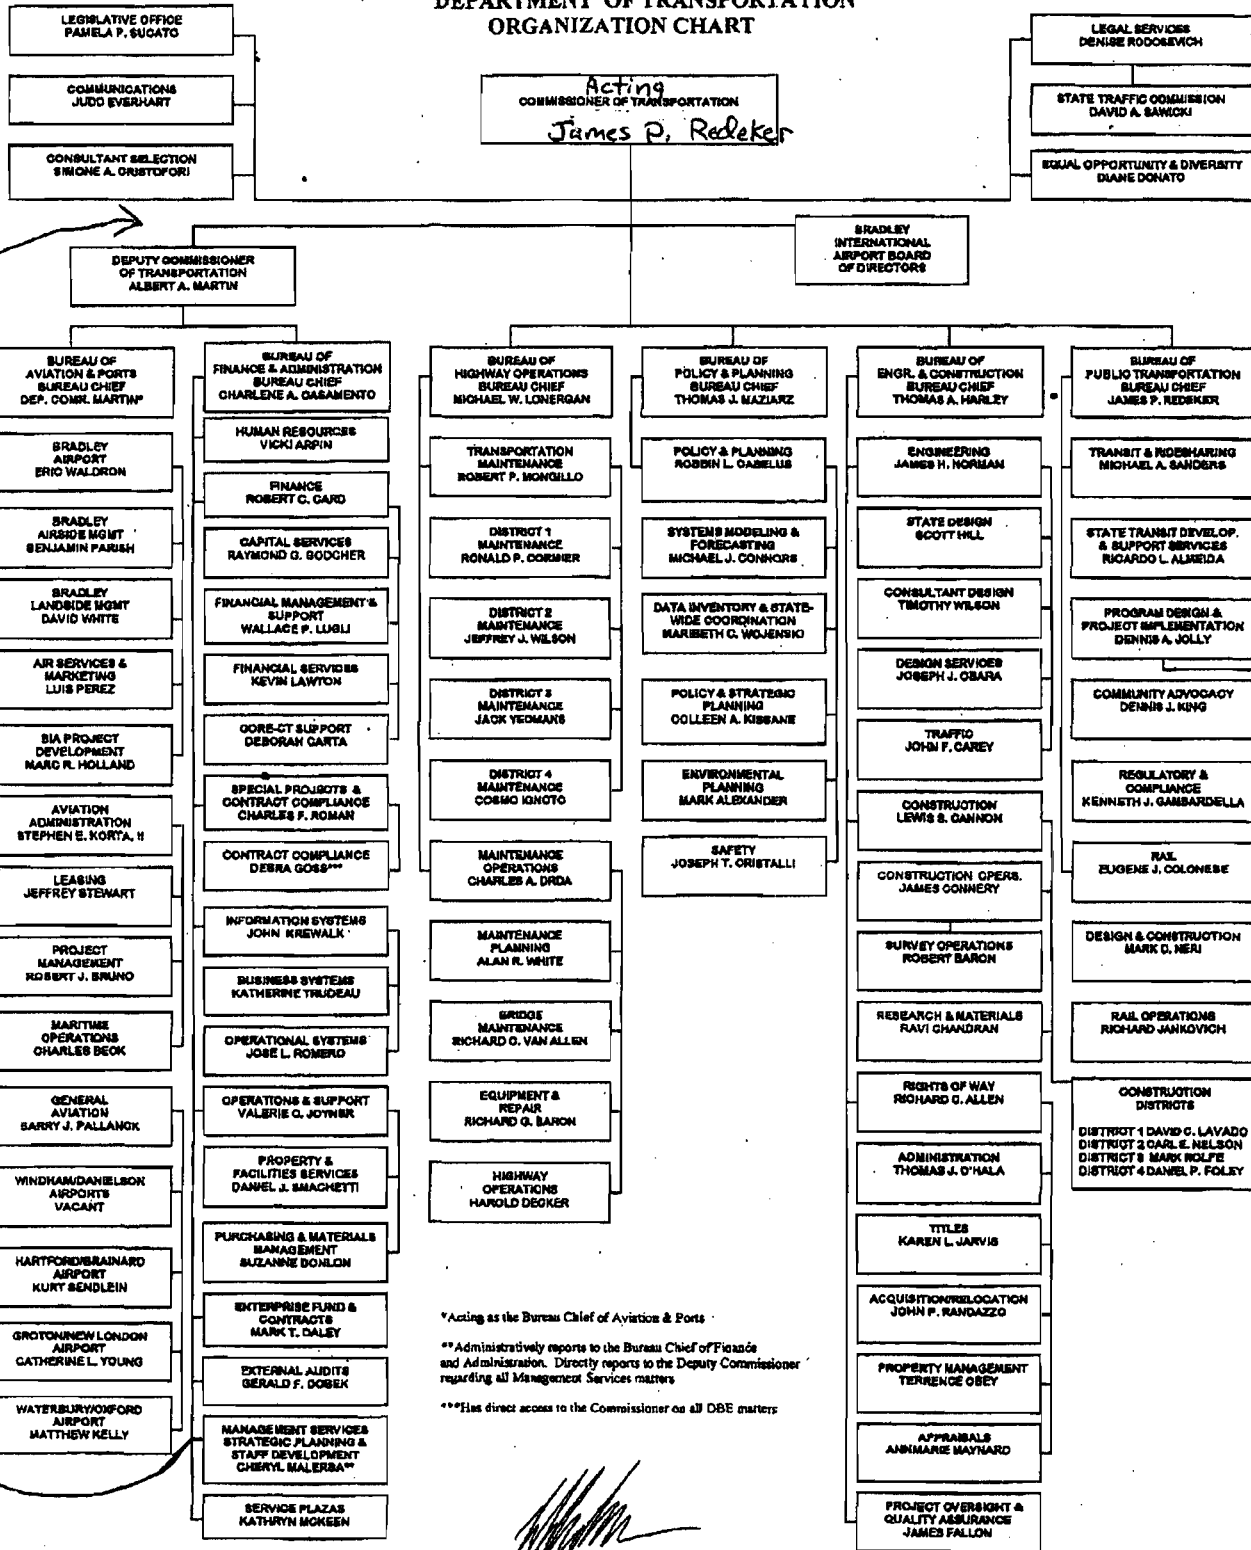 DEPARTMENT OF TRANSPORTATION
ORGANIZATION CHART
LEGISLATIVE OFFICE
PAMELA P. SUCATO
COMMUNICATIONS
JUDD EVERHART
CONSULTANT SELECTION
SIMONE A. CRISTOFORI
Acting
COMMISSIONER OF TRANSPORTATION
James P. Redeker
LEGAL SERVICES
DENISE RODOSEVICH
STATE TRAFFIC COMMISSION
DAVID A. SAWICKI
EQUAL OPPORTUNITY & DIVERSITY
DIANE DONATO
DEPUTY COMMISSIONER
OF TRANSPORTATION
ALBERT A. MARTIN
BRADLEY
INTERNATIONAL
AIRPORT BOARD
OF DIRECTORS
BUREAU OF
AVIATION & PORTS
BUREAU CHIEF
DEP. COMM. MARTIN*
BRADLEY
AIRPORT
ERIC WALDRON
BRADLEY
AIRSIDE MGMT
BENJAMIN PARISH
BRADLEY
LANDSIDE MGMT
DAVID WHITE
AIR SERVICES &
MARKETING
LUIS PEREZ
BIA PROJECT
DEVELOPMENT
MARC R. HOLLAND
AVIATION
ADMINISTRATION
STEPHEN E. KORTA, II
LEASING
JEFFREY STEWART
PROJECT
MANAGEMENT
ROBERT J. BRUNO
MARITIME
OPERATIONS
CHARLES BECK
GENERAL
AVIATION
BARRY J. PALLANCK
WINDHAM/DANIELSON
AIRPORTS
VACANT
HARTFORD/BRAINARD
AIRPORT
KURT SENDLEIN
GROTON/NEW LONDON
AIRPORT
CATHERINE L. YOUNG
WATERBURY/OXFORD
AIRPORT
MATTHEW KELLY
BUREAU OF
FINANCE & ADMINISTRATION
BUREAU CHIEF
CHARLENE A. CASAMENTO
HUMAN RESOURCES
VICKI ARPIN
FINANCE
ROBERT C. CARD
CAPITAL SERVICES
RAYMOND G. GODCHER
FINANCIAL MANAGEMENT &
SUPPORT
WALLACE P. LUGLI
FINANCIAL SERVICES
KEVIN LAWTON
CORE-CT SUPPORT
DEBORAH CARTA
SPECIAL PROJECTS &
CONTRACT COMPLIANCE
CHARLES F. ROMAN
CONTRACT COMPLIANCE
DEBRA GOSS***
INFORMATION SYSTEMS
JOHN KREWALK
BUSINESS SYSTEMS
KATHERINE TRUDEAU
OPERATIONAL SYSTEMS
JOSE L. ROMERO
OPERATIONS & SUPPORT
VALERIE G. JOYNER
PROPERTY &
FACILITIES SERVICES
DANIEL J. SMACHETTI
PURCHASING & MATERIALS
MANAGEMENT
SUZANNE DONLON
ENTERPRISE FUND &
CONTRACTS
MARK T. DALEY
EXTERNAL AUDITS
GERALD F. DOBEK
MANAGEMENT SERVICES
STRATEGIC PLANNING &
STAFF DEVELOPMENT
CHERYL MALERBA**
SERVICE PLAZAS
KATHRYN MCKEEN
BUREAU OF
HIGHWAY OPERATIONS
BUREAU CHIEF
MICHAEL W. LONERGAN
TRANSPORTATION
MAINTENANCE
ROBERT P. MONGILLO
DISTRICT 1
MAINTENANCE
RONALD P. CORMIER
DISTRICT 2
MAINTENANCE
JEFFREY J. WILSON
DISTRICT 3
MAINTENANCE
JACK YEOMANS
DISTRICT 4
MAINTENANCE
COSMO IGNOTO
MAINTENANCE
OPERATIONS
CHARLES A. DRDA
MAINTENANCE
PLANNING
ALAN R. WHITE
BRIDGE
MAINTENANCE
RICHARD C. VAN ALLEN
EQUIPMENT &
REPAIR
RICHARD G. BARON
HIGHWAY
OPERATIONS
HAROLD DECKER
BUREAU OF
POLICY & PLANNING
BUREAU CHIEF
THOMAS J. MAZIARZ
POLICY & PLANNING
ROBBIN L. CABELUS
SYSTEMS MODELING &
FORECASTING
MICHAEL J. CONNORS
DATA INVENTORY & STATE-
WIDE COORDINATION
MARIBETH C. WOJENSKI
POLICY & STRATEGIC
PLANNING
COLLEEN A. KISSANE
ENVIRONMENTAL
PLANNING
MARK ALEXANDER
SAFETY
JOSEPH T. CRISTALLI
BUREAU OF
ENGR. & CONSTRUCTION
BUREAU CHIEF
THOMAS A. HARLEY
ENGINEERING
JAMES H. NORMAN
STATE DESIGN
SCOTT HILL
CONSULTANT DESIGN
TIMOTHY WILSON
DESIGN SERVICES
JOSEPH J. OBARA
TRAFFIC
JOHN F. CAREY
CONSTRUCTION
LEWIS S. CANNON
CONSTRUCTION OPERS.
JAMES CONNERY
SURVEY OPERATIONS
ROBERT BARON
RESEARCH & MATERIALS
RAVI CHANDRAN
RIGHTS OF WAY
RICHARD C. ALLEN
ADMINISTRATION
THOMAS J. O'HALA
TITLES
KAREN L. JARVIS
ACQUISITION/RELOCATION
JOHN P. RANDAZZO
PROPERTY MANAGEMENT
TERRENCE OBEY
APPRAISALS
ANNMARIE MAYNARD
PROJECT OVERSIGHT &
QUALITY ASSURANCE
JAMES FALLON
BUREAU OF
PUBLIC TRANSPORTATION
BUREAU CHIEF
JAMES P. REDEKER
TRANSIT & RIDESHARING
MICHAEL A. SANDERS
STATE TRANSIT DEVELOP.
& SUPPORT SERVICES
RICARDO L. ALMEIDA
PROGRAM DESIGN &
PROJECT IMPLEMENTATION
DENNIS A. JOLLY
COMMUNITY ADVOCACY
DENNIS J. KING
REGULATORY &
COMPLIANCE
KENNETH J. GAMBARDELLA
RAIL
EUGENE J. COLONESE
DESIGN & CONSTRUCTION
MARK D. NERI
RAIL OPERATIONS
RICHARD JANKOVICH
CONSTRUCTION
DISTRICTS
DISTRICT 1 DAVID C. LAVADO
DISTRICT 2 CARL E. NELSON
DISTRICT 3 MARK ROLFE
DISTRICT 4 DANIEL P. FOLEY
*Acting as the Bureau Chief of Aviation & Ports
**Administratively reports to the Bureau Chief of Finance
and Administration. Directly reports to the Deputy Commissioner
regarding all Management Services matters
***Has direct access to the Commissioner on all DBE matters